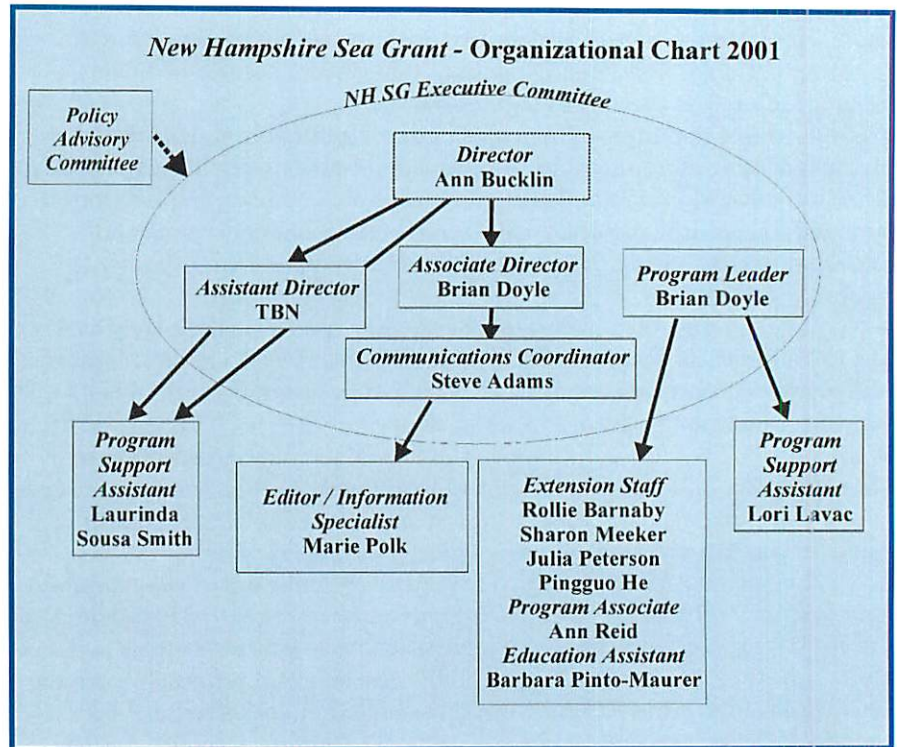 New Hampshire Sea Grant - Organizational Chart 2001
NH SG Executive Committee
Policy
Advisory
Committee
Director
Ann Bucklin
Assistant Director
TBN
Associate Director
Brian Doyle
Program Leader
Brian Doyle
Communications Coordinator
Steve Adams
Program
Support
Assistant
Laurinda
Sousa Smith
Editor / Information
Specialist
Marie Polk
Extension Staff
Rollie Barnaby
Sharon Meeker
Julia Peterson
Pingguo He
Program Associate
Ann Reid
Education Assistant
Barbara Pinto-Maurer
Program
Support
Assistant
Lori Lavac